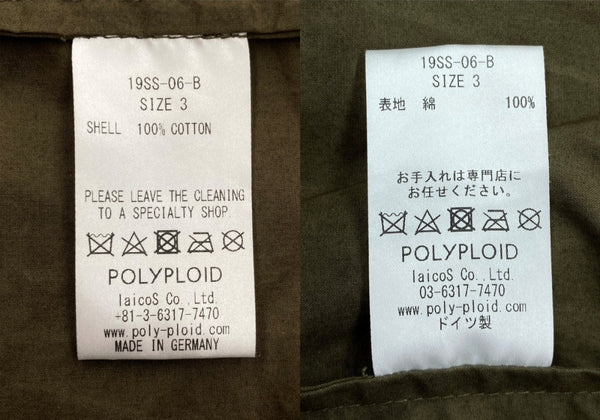 19SS-06-B
SIZE 3
SHELL 100% COTTON
PLEASE LEAVE THE CLEANING
TO A SPECIALTY SHOP
POLYPLOID
laicoS Co.,Ltd.
+81-3-6317-7470
www.poly-ploid.com
MADE IN GERMANY
19SS-06-B
SIZE 3
表地 綿 100%
お手入れは専門店に
お任せください。
POLYPLOID
laicoS Co.,Ltd.
03-6317-7470
www.poly-ploid.com
ドイツ製